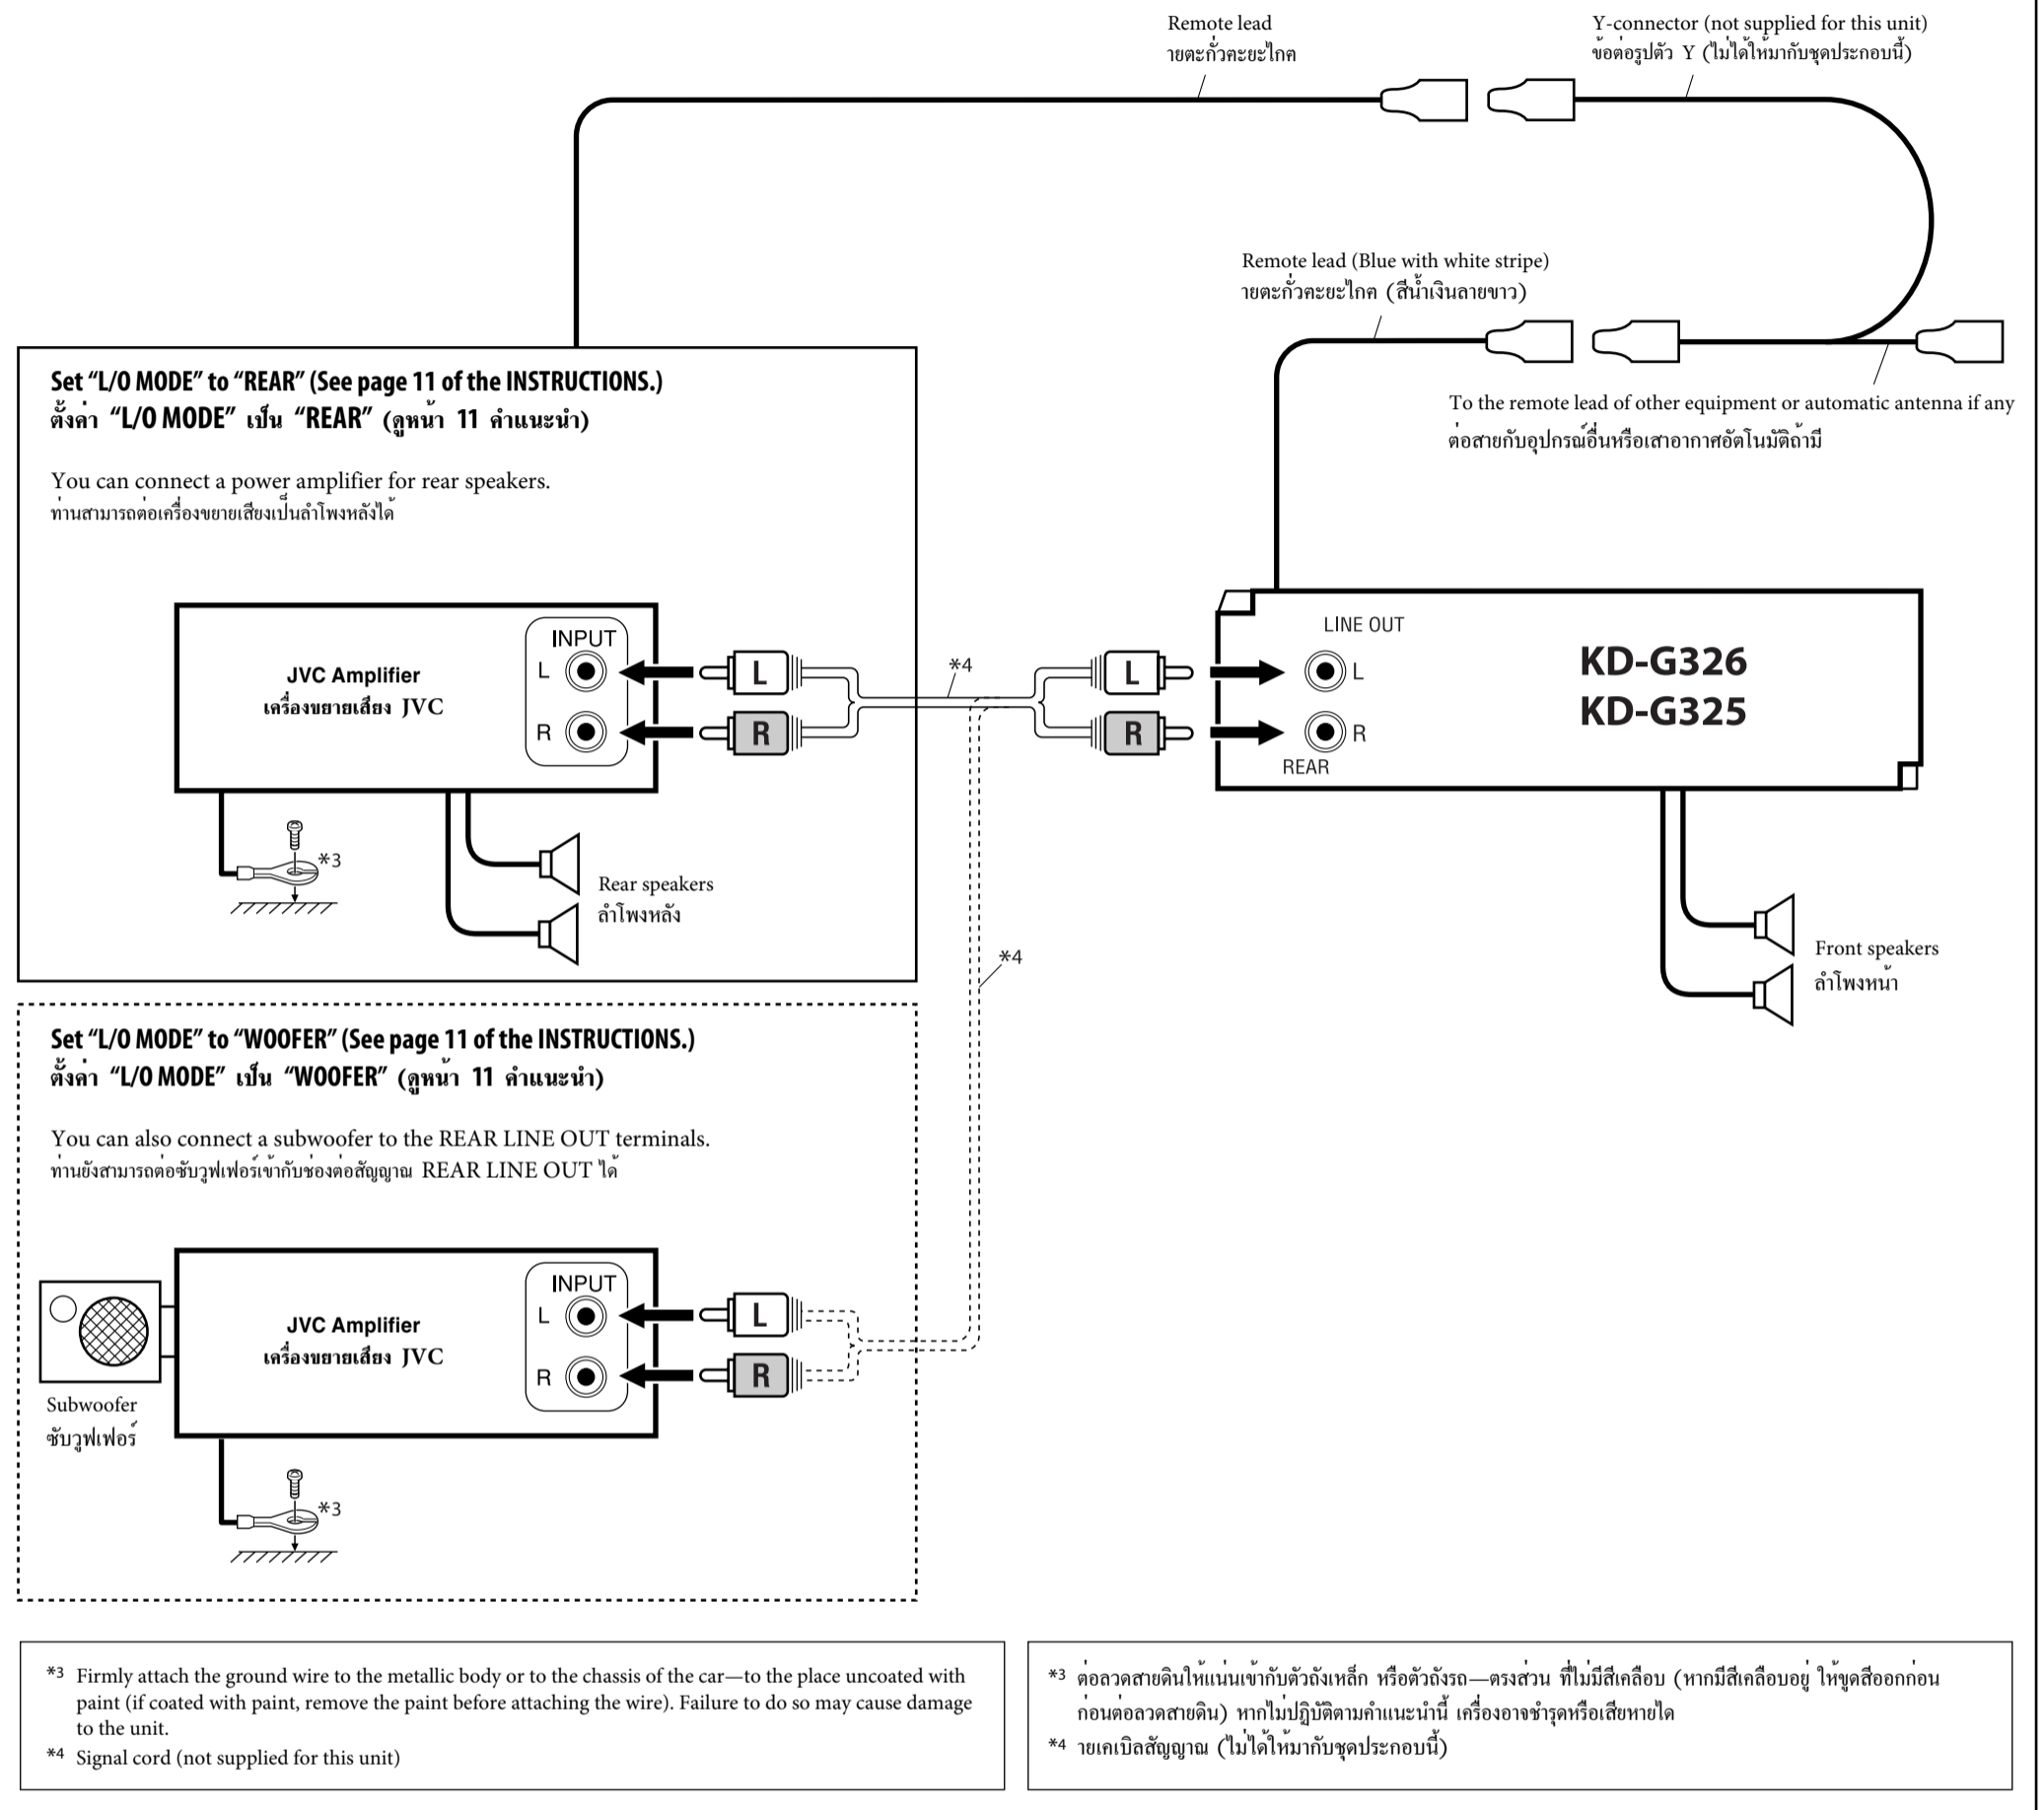 Remote lead
ายตะกั่วคะยะไกค
Y-connector (not supplied for this unit)
ข้อต่อรูปตัว Y (ไม่ได้ให้มากับชุดประกอบนี้)
Remote lead (Blue with white stripe)
ายตะกั่วคะยะไกค (สีน้ำเงินลายขาว)
To the remote lead of other equipment or automatic antenna if any
ต่อสายกับอุปกรณ์อื่นหรือเสาอากาศอัตโนมัติถ้ามี
Set “L/O MODE” to “REAR” (See page 11 of the INSTRUCTIONS.)
ตั้งค่า “L/O MODE” เป็น “REAR” (ดูหน้า 11 คำแนะนำ)
You can connect a power amplifier for rear speakers.
ท่านสามารถต่อเครื่องขยายเสียงเป็นลำโพงหลังได้
JVC Amplifier
เครื่องขยายเสียง JVC
INPUT
L
R
L
R
*4
L
R
LINE OUT
L
R
REAR
KD-G326
KD-G325
*3
Rear speakers
ลำโพงหลัง
*4
Front speakers
ลำโพงหน้า
Set “L/O MODE” to “WOOFER” (See page 11 of the INSTRUCTIONS.)
ตั้งค่า “L/O MODE” เป็น “WOOFER” (ดูหน้า 11 คำแนะนำ)
You can also connect a subwoofer to the REAR LINE OUT terminals.
ท่านยังสามารถต่อซับวูฟเฟอร์เข้ากับช่องต่อสัญญาณ REAR LINE OUT ได้
JVC Amplifier
เครื่องขยายเสียง JVC
INPUT
L
R
L
R
Subwoofer
ซับวูฟเฟอร์
*3
*3 Firmly attach the ground wire to the metallic body or to the chassis of the car—to the place uncoated with
paint (if coated with paint, remove the paint before attaching the wire). Failure to do so may cause damage
to the unit.
*4 Signal cord (not supplied for this unit)
*3 ต่อลวดสายดินให้แน่นเข้ากับตัวถังเหล็ก หรือตัวถังรถ—ตรงส่วน ที่ไม่มีสีเคลือบ (หากมีสีเคลือบอยู่ ให้ขูดสีออกก่อน
ก่อนต่อลวดสายดิน) หากไม่ปฏิบัติตามคำแนะนำนี้ เครื่องอาจชำรุดหรือเสียหายได
*4 ายเคเบิลสัญญาณ (ไม่ได้ให้มากับชุดประกอบนี้)